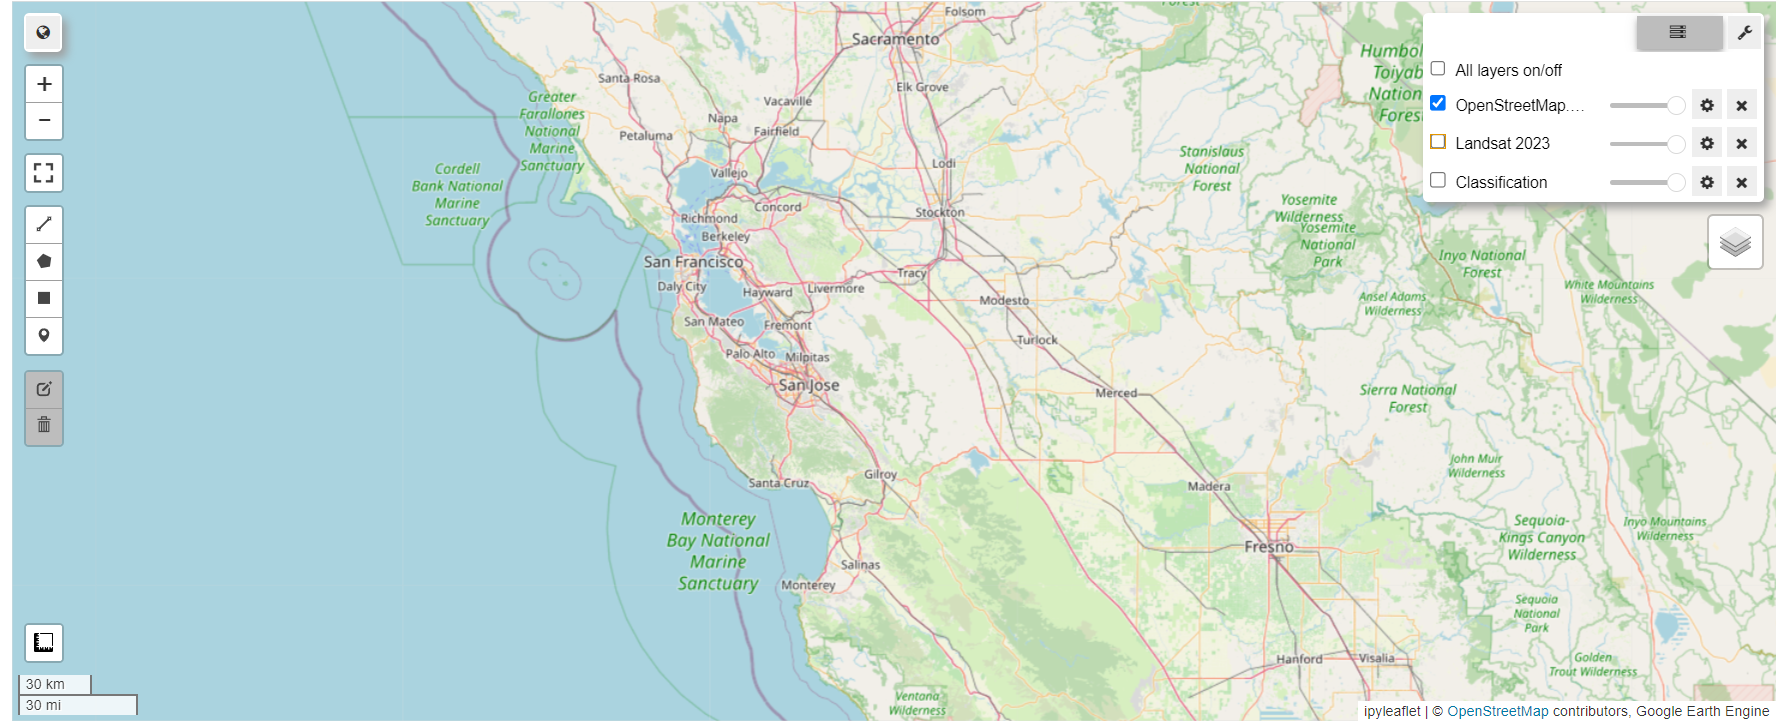 Folsom
Forest
Sacramento
Humbol
Toiyab
Nation
Forest
All layers on/off
OpenStreetMap....
Landsat 2023
Classification
Santa Rosa
Elk Grove
Vacaville
Greater
Farallones
National
Marine
Sanctuary
Napa
Fairfield
Petaluma
Lodi
Vallejo
Stanislaus
National
Forest
Cordell
Bank National
Marine
Sanctuary
Concord
Richmond
Stockton
Berkeley
Yosemite
Wilderness
Yosemite
National
Park
San Francisco
Inyo National
Forest
Tracy
Daly City
Hayward
Livermore
White Mountains
Wilderness
Modesto
Ansel Adams
Wilderness
San Mateo
Fremont
Turlock
Palo Alto
Milpitas
San Jose
Merced
Sierra National
Forest
John Muir
Wilderness
Gilroy
Santa Cruz
Madera
Monterey
Bay National
Marine
Sanctuary
Sequoia-
Kings Canyon
Wilderness
Inyo Mountains
Wilderness
Fresno
Salinas
Monterey
Sequoia
National
Park
Hanford
Visalia
Golden
Trout Wilderness
Ventana
Wilderness
30 km
30 mi
ipyleaflet | © OpenStreetMap contributors, Google Earth Engine